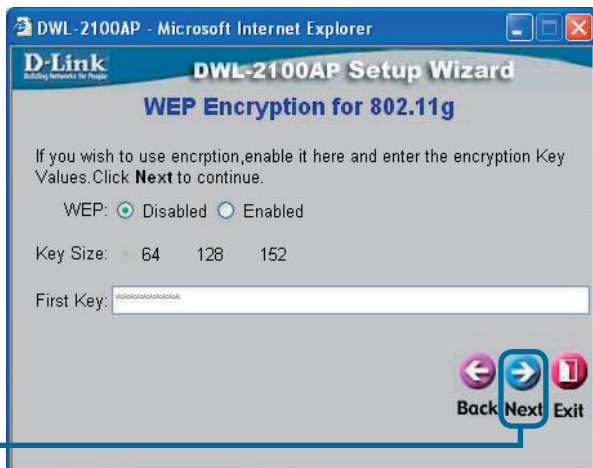 DWL-2100AP - Microsoft Internet Explorer
D-Link
Building Networks for People
DWL-2100AP Setup Wizard
WEP Encryption for 802.11g
If you wish to use encrption,enable it here and enter the encryption Key
Values.Click Next to continue.
WEP: Disabled Enabled
Key Size: 64 128 152
First Key: *************
Back Next Exit